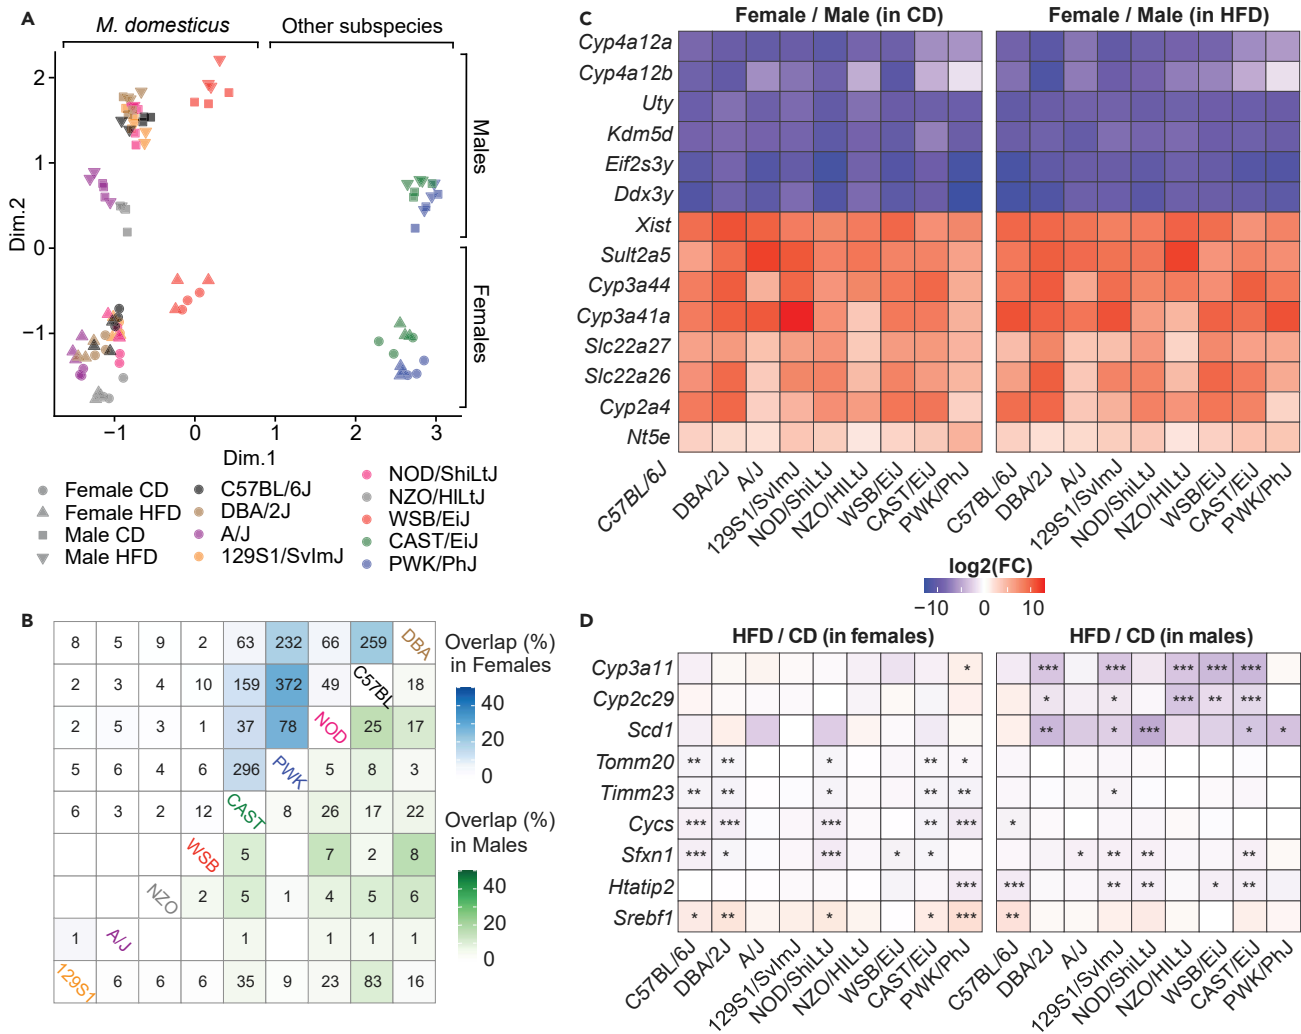 A
M. domesticus
Other subspecies
2
1
0
−1
Dim.2
Males
Females
−1
0
1
2
3
Dim.1
Female CD
Female HFD
Male CD
Male HFD
C57BL/6J
DBA/2J
A/J
129S1/SvImJ
NOD/ShiLtJ
NZO/HILtJ
WSB/EiJ
CAST/EiJ
PWK/PhJ
B
8 5 9 2 63 232 66 259 DBA
2 3 4 10 159 372 49 C57BL 18
2 5 3 1 37 78 NOD 25 17
5 6 4 6 296 PWK 5 8 3
6 3 2 12 CAST 8 26 17 22
WSB 5 7 2 8
NZO 2 5 1 4 5 6
1 A/J 1 1 1 1
129S1 6 6 6 35 9 23 83 16
Overlap (%)
in Females
40
20
0
Overlap (%)
in Males
40
20
0
C
Female / Male (in CD)
Female / Male (in HFD)
Cyp4a12a
Cyp4a12b
Uty
Kdm5d
Eif2s3y
Ddx3y
Xist
Sult2a5
Cyp3a44
Cyp3a41a
Slc22a27
Slc22a26
Cyp2a4
Nt5e
C57BL/6J DBA/2J A/J 129S1/SvImJ NOD/ShiLtJ NZO/HILtJ WSB/EiJ CAST/EiJ PWK/PhJ
C57BL/6J DBA/2J A/J 129S1/SvImJ NOD/ShiLtJ NZO/HILtJ WSB/EiJ CAST/EiJ PWK/PhJ
log2(FC)
−10 0 10
D
HFD / CD (in females)
HFD / CD (in males)
Cyp3a11 * *** *** *** *** ***
Cyp2c29 * * *** ** ***
Scd1 ** * *** * *
Tomm20 ** ** * ** *
Timm23 ** ** * ** ** *
Cycs *** *** *** ** *** *
Sfxn1 *** * *** * * * ** ** **
Htatip2 *** *** ** ** * **
Srebf1 * ** * * *** **
C57BL/6J DBA/2J A/J 129S1/SvImJ NOD/ShiLtJ NZO/HILtJ WSB/EiJ CAST/EiJ PWK/PhJ
C57BL/6J DBA/2J A/J 129S1/SvImJ NOD/ShiLtJ NZO/HILtJ WSB/EiJ CAST/EiJ PWK/PhJ